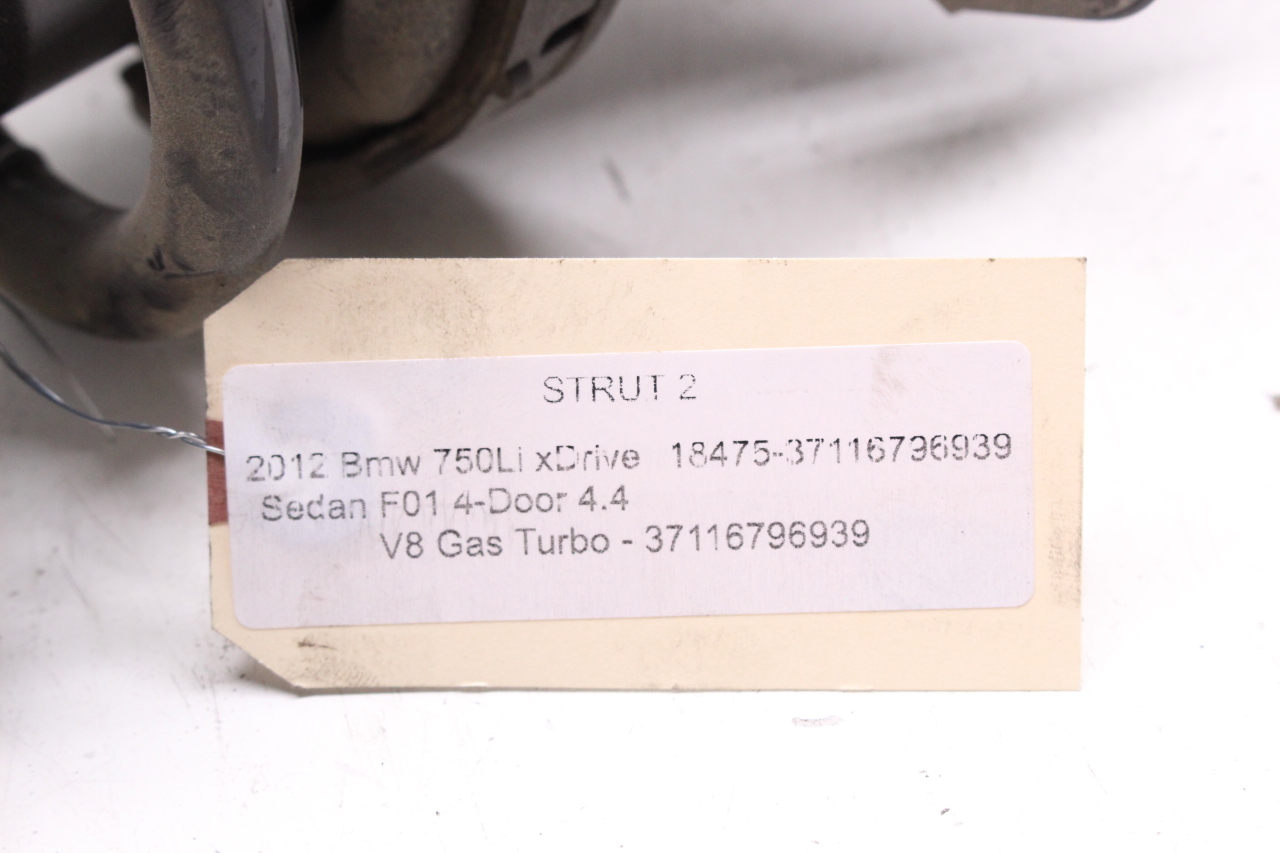 STRUT 2
2012 Bmw 750Li xDrive 18475-37116796939
Sedan F01 4-Door 4.4
V8 Gas Turbo - 37116796939